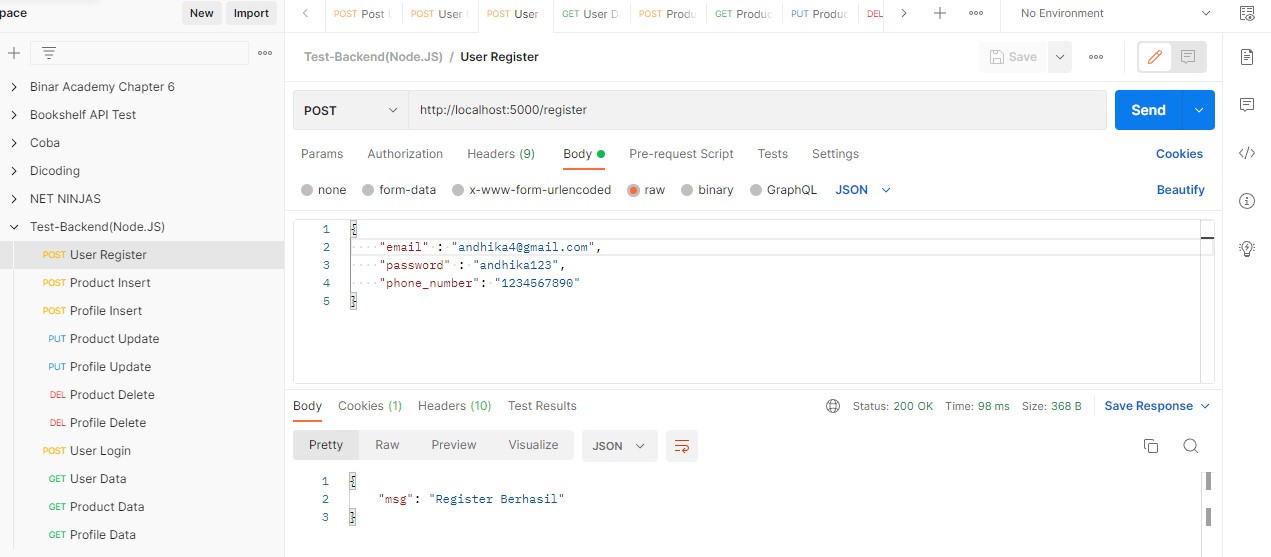 pace New Import
POST Post POST User POST User GET User D POST Produ GET Produc PUT Produc DEL No Environment
Test-Backend(Node.JS) / User Register Save
Binar Academy Chapter 6
Bookshelf API Test
Coba
Dicoding
NET NINJAS
Test-Backend(Node.JS)
POST User Register
POST Product Insert
POST Profile Insert
PUT Product Update
PUT Profile Update
DEL Product Delete
DEL Profile Delete
POST User Login
GET User Data
GET Product Data
GET Profile Data
POST http://localhost:5000/register Send
Params Authorization Headers (9) Body Pre-request Script Tests Settings Cookies
none form-data x-www-form-urlencoded raw binary GraphQL JSON Beautify
1 {
2 "email" : "andhika4@gmail.com",
3 "password" : "andhika123",
4 "phone_number": "1234567890"
5 }
Body Cookies (1) Headers (10) Test Results Status: 200 OK Time: 98 ms Size: 368 B Save Response
Pretty Raw Preview Visualize JSON
1 {
2 "msg": "Register Berhasil"
3 }